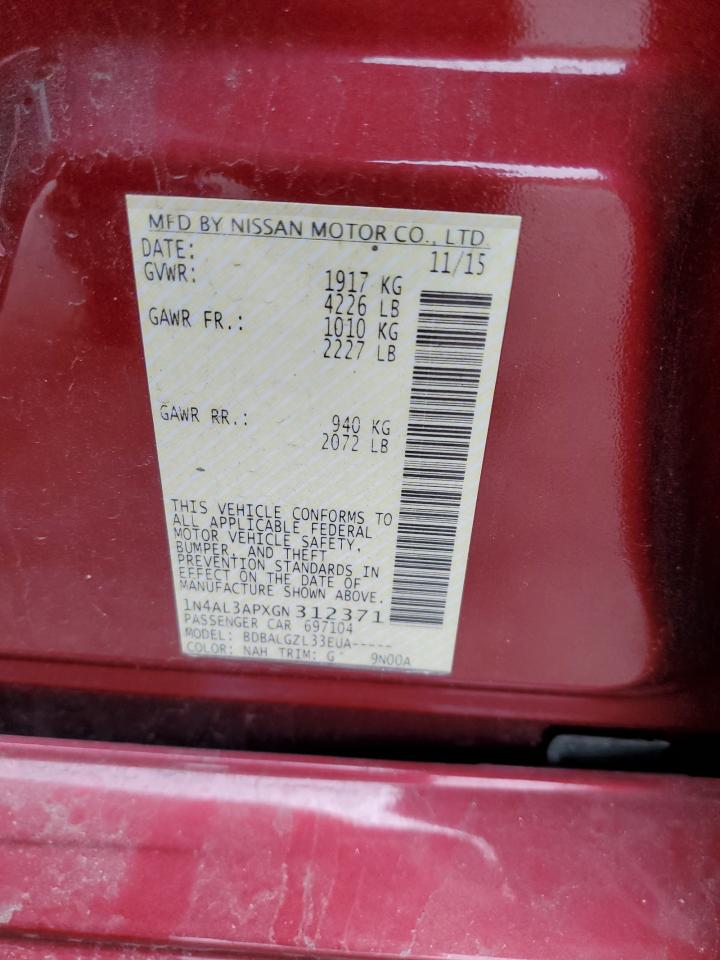 MFD BY NISSAN MOTOR CO., LTD.
DATE: 11/15
GVWR: 1917 KG
4226 LB
GAWR FR.: 1010 KG
2227 LB
GAWR RR.: 940 KG
2072 LB
THIS VEHICLE CONFORMS TO
ALL APPLICABLE FEDERAL
MOTOR VEHICLE SAFETY,
BUMPER, AND THEFT
PREVENTION STANDARDS IN
EFFECT ON THE DATE OF
MANUFACTURE SHOWN ABOVE.
1N4AL3APXGN312371
PASSENGER CAR 697104
MODEL: BDBALGZL33EUA-----
COLOR: NAH TRIM: G 9N00A